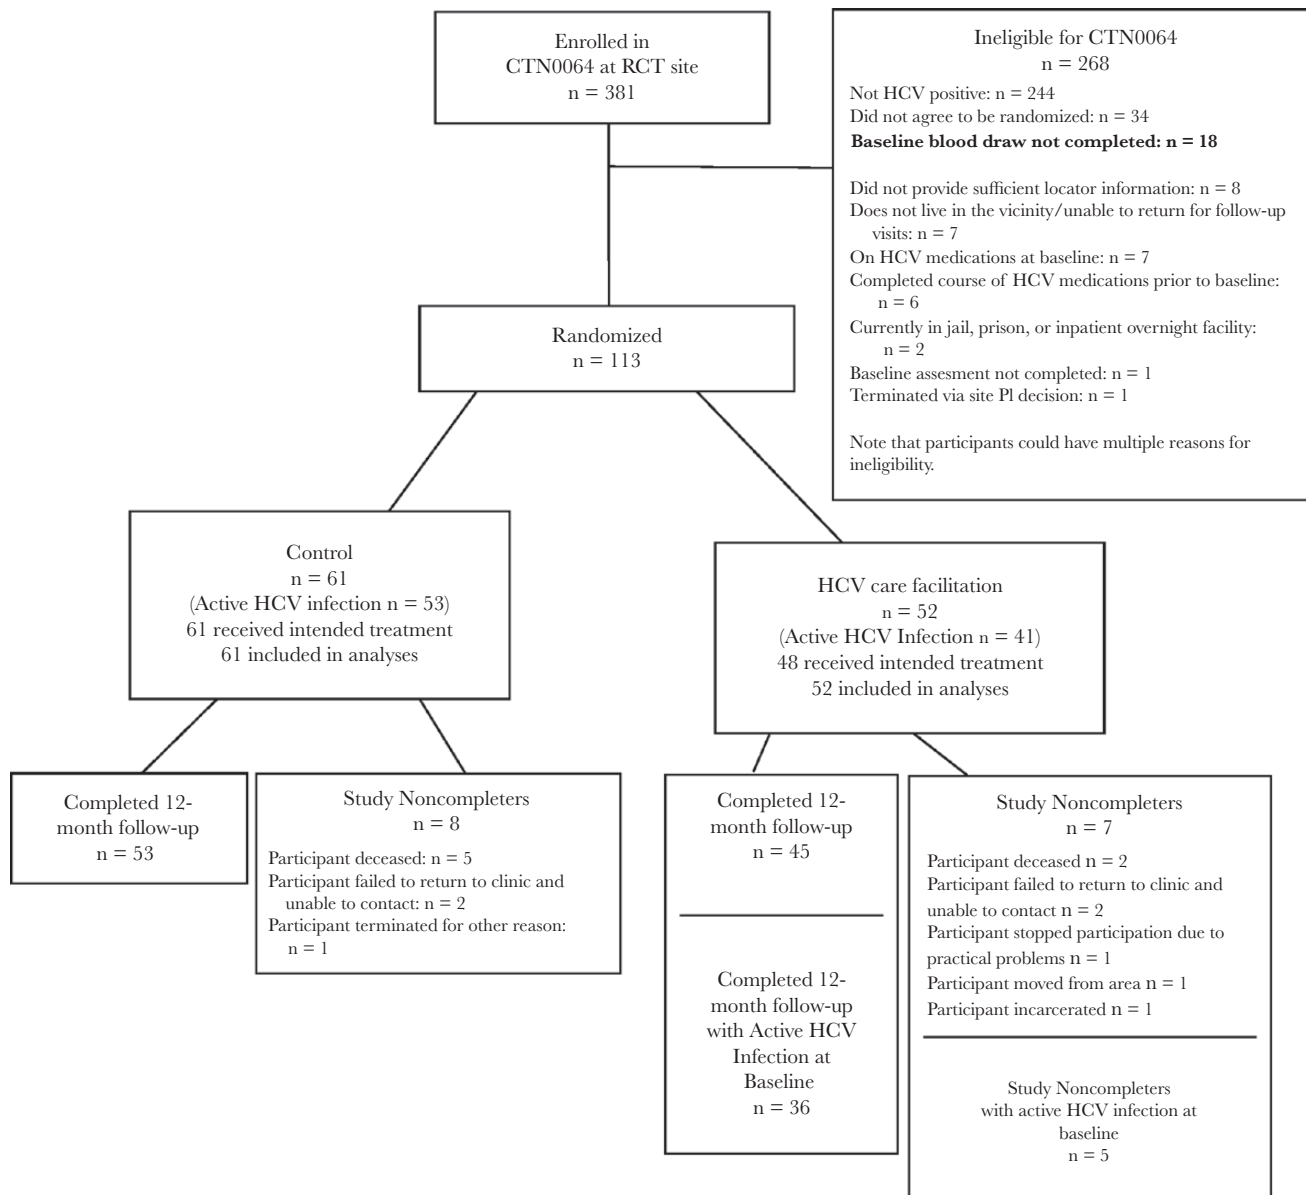 Enrolled in
CTN0064 at RCT site
n = 381
Ineligible for CTN0064
n = 268
Not HCV positive: n = 244
Did not agree to be randomized: n = 34
Baseline blood draw not completed: n = 18
Did not provide sufficient locator information: n = 8
Does not live in the vicinity/unable to return for follow-up
visits: n = 7
On HCV medications at baseline: n = 7
Completed course of HCV medications prior to baseline:
n = 6
Currently in jail, prison, or inpatient overnight facility:
n = 2
Baseline assesment not completed: n = 1
Terminated via site Pl decision: n = 1
Note that participants could have multiple reasons for
ineligibility.
Randomized
n = 113
Control
n = 61
(Active HCV infection n = 53)
61 received intended treatment
61 included in analyses
HCV care facilitation
n = 52
(Active HCV Infection n = 41)
48 received intended treatment
52 included in analyses
Completed 12-
month follow-up
n = 53
Study Noncompleters
n = 8
Participant deceased: n = 5
Participant failed to return to clinic and
unable to contact: n = 2
Participant terminated for other reason:
n = 1
Completed 12-
month follow-up
n = 45
Completed 12-
month follow-up
with Active HCV
Infection at
Baseline
n = 36
Study Noncompleters
n = 7
Participant deceased n = 2
Participant failed to return to clinic and
unable to contact n = 2
Participant stopped participation due to
practical problems n = 1
Participant moved from area n = 1
Participant incarcerated n = 1
Study Noncompleters
with active HCV infection at
baseline
n = 5